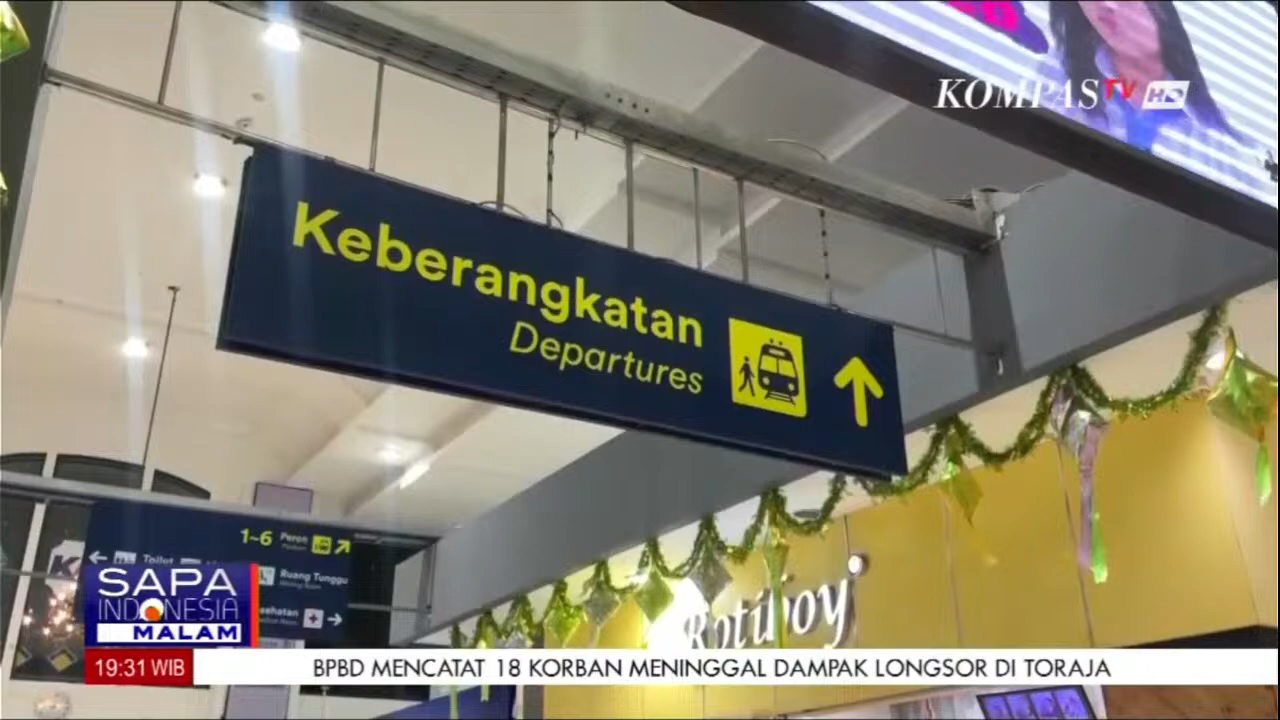 KOMPAS TV HD
Keberangkatan
Departures
1~6 Peron
Toilet
Ruang Tunggu
Rotiboy
SAPA
INDONESIA
MALAM
19:31 WIB
BPBD MENCATAT 18 KORBAN MENINGGAL DAMPAK LONGSOR DI TORAJA